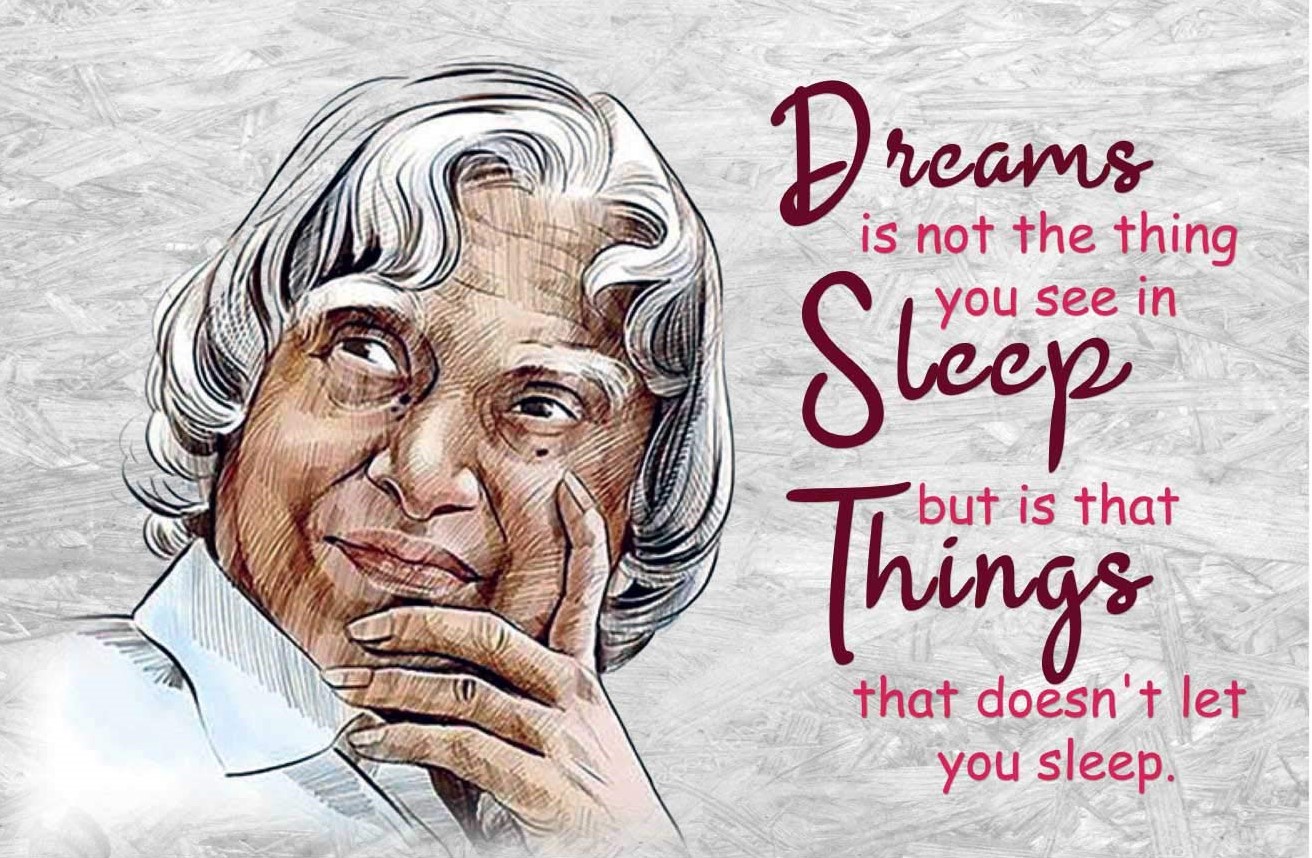 Dreams
is not the thing
you see in
Sleep
but is that
Things
that doesn't let
you sleep.